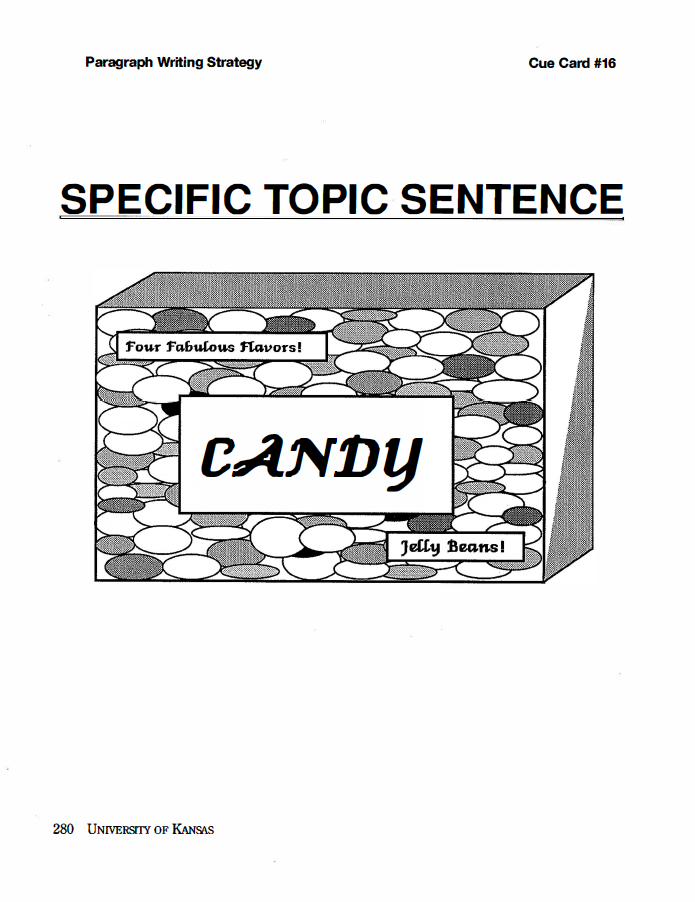 Paragraph Writing Strategy Cue Card #16
SPECIFIC TOPIC SENTENCE
Four Fabulous Flavors!
CANDY
Jelly Beans!
280 UNIVERSITY OF KANSAS